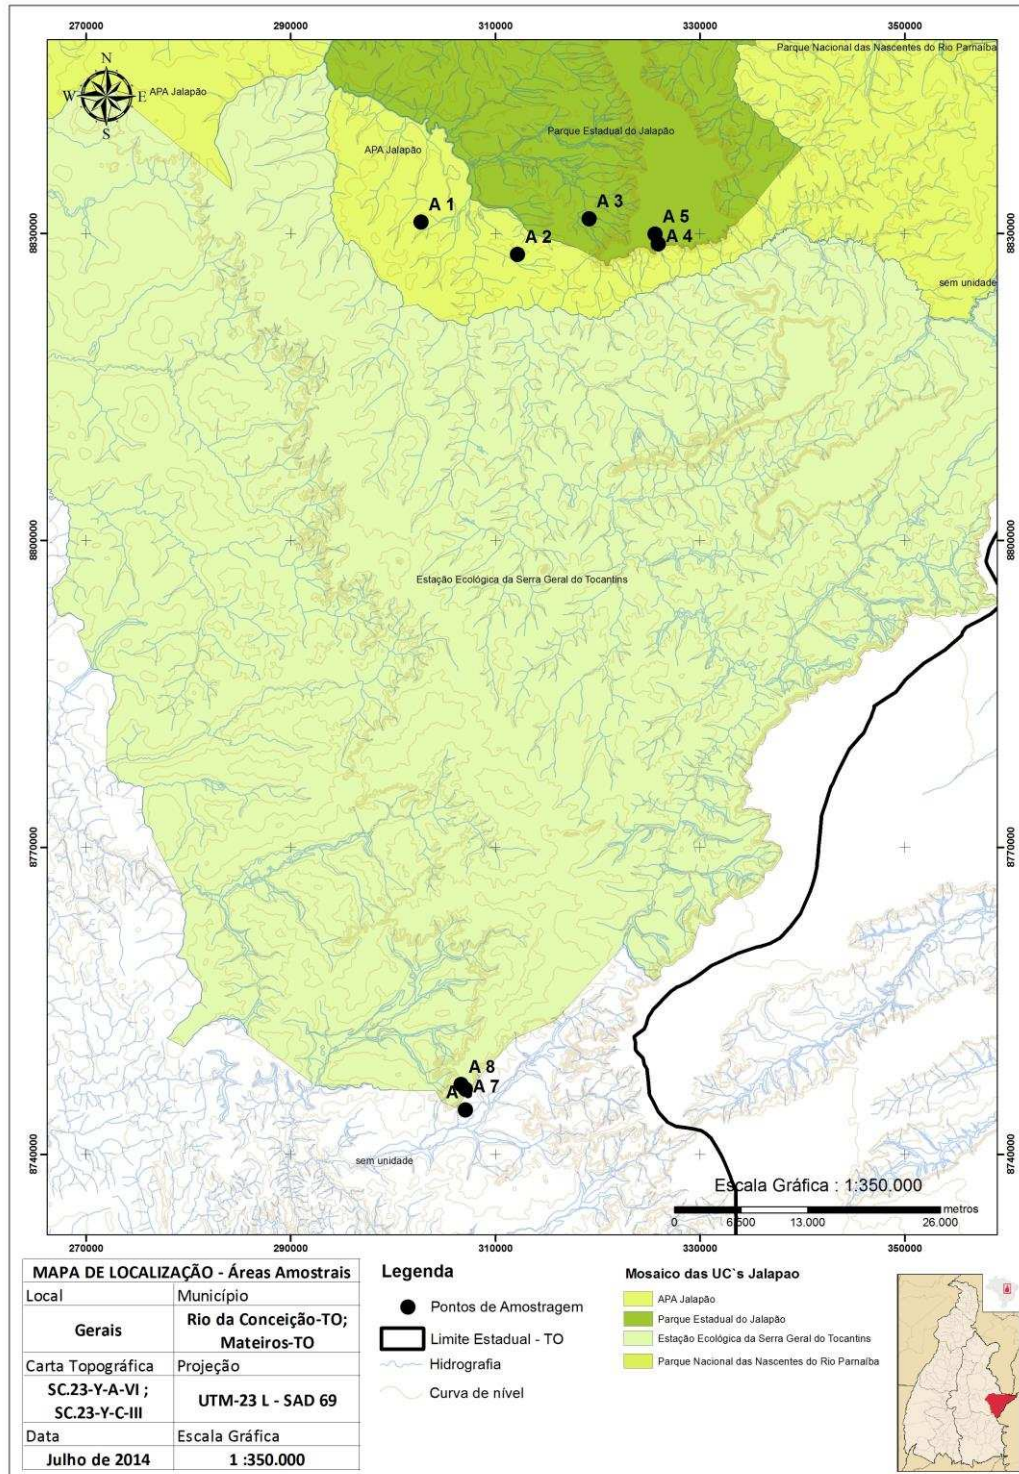 270000 290000 310000 330000 350000
Parque Nacional das Nascentes do Rio Parnaíba
N
W E
S
APA Jalapão
Parque Estadual do Jalapão
APA Jalapão
A 1
A 3
A 5
A 2
A 4
8830000 8830000
sem unidade
8800000 8800000
Estação Ecológica da Serra Geral do Tocantins
8770000 8770000
A 8
A A 7
8740000 8740000
sem unidade
Escala Gráfica : 1:350.000
metros
0 6.500 13.000 26.000
270000 290000 310000 330000 350000
MAPA DE LOCALIZAÇÃO - Áreas Amostrais
Local Município
Gerais Rio da Conceição-TO;
Mateiros-TO
Carta Topográfica Projeção
SC.23-Y-A-VI ;
SC.23-Y-C-III
UTM-23 L - SAD 69
Data Escala Gráfica
Julho de 2014 1 :350.000
Legenda
Pontos de Amostragem
Limite Estadual - TO
Hidrografia
Curva de nível
Mosaico das UC`s Jalapao
APA Jalapão
Parque Estadual do Jalapão
Estação Ecológica da Serra Geral do Tocantins
Parque Nacional das Nascentes do Rio Parnaíba